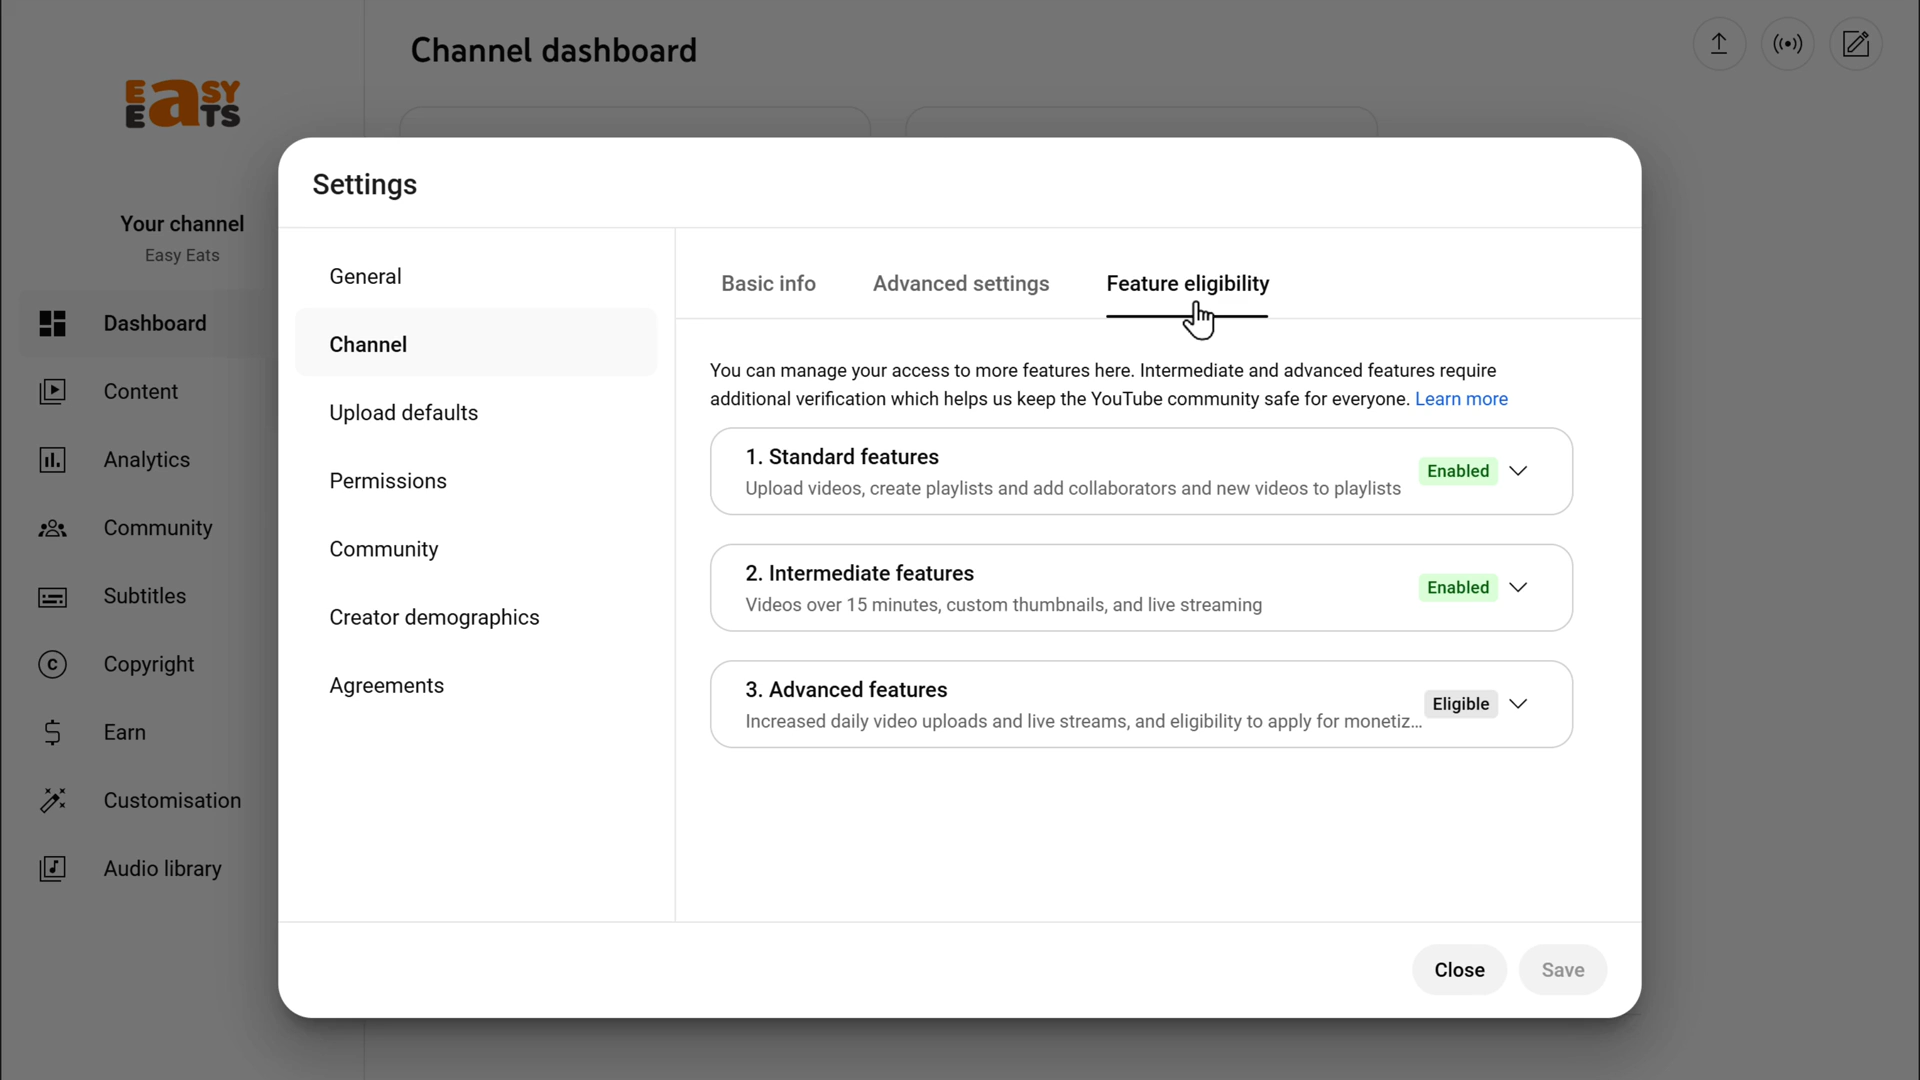 Channel dashboard
EaSY
EaTS
Your channel
Easy Eats
Dashboard
Content
Analytics
Community
Subtitles
Copyright
Earn
Customisation
Audio library
Settings
General
Channel
Upload defaults
Permissions
Community
Creator demographics
Agreements
Basic info
Advanced settings
Feature eligibility
You can manage your access to more features here. Intermediate and advanced features require
additional verification which helps us keep the YouTube community safe for everyone. Learn more
1. Standard features
Upload videos, create playlists and add collaborators and new videos to playlists
Enabled
2. Intermediate features
Videos over 15 minutes, custom thumbnails, and live streaming
Enabled
3. Advanced features
Increased daily video uploads and live streams, and eligibility to apply for monetiz...
Eligible
Close
Save